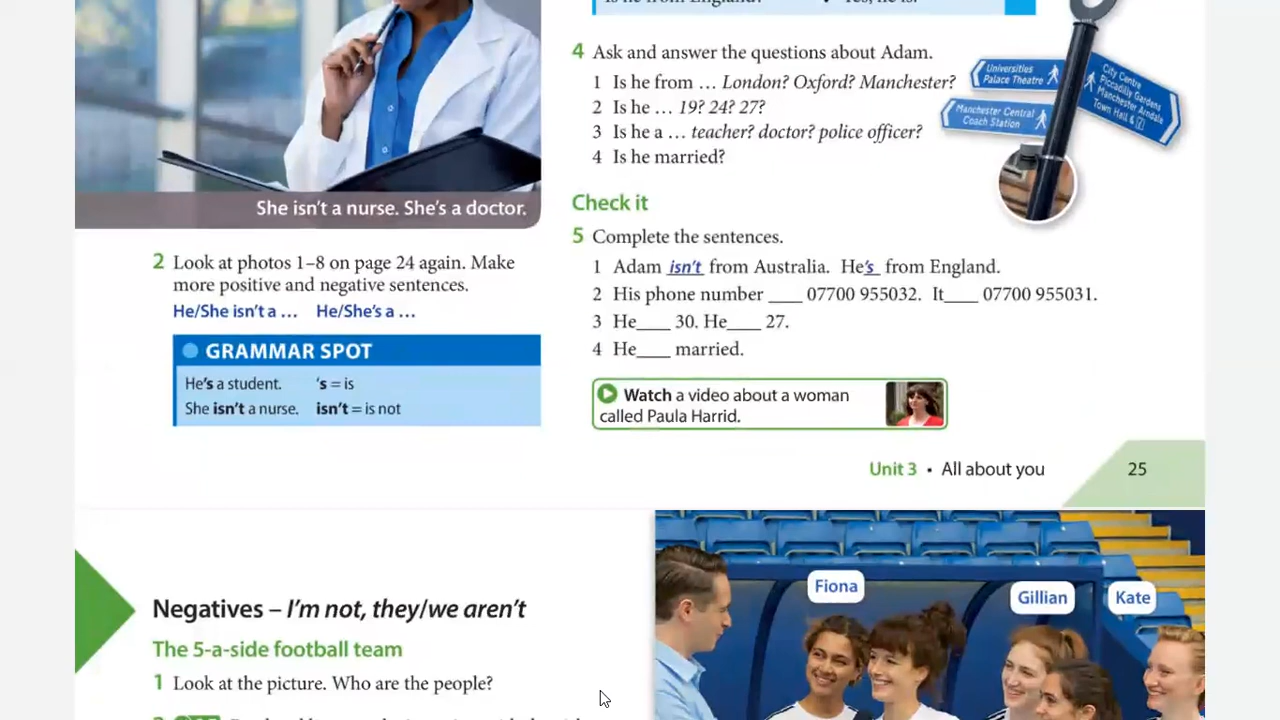 She isn't a nurse. She's a doctor.
2 Look at photos 1–8 on page 24 again. Make
more positive and negative sentences.
He/She isn't a … He/She's a …
GRAMMAR SPOT
He's a student. 's = is
She isn't a nurse. isn't = is not
Yes, he is.
4 Ask and answer the questions about Adam.
1 Is he from … London? Oxford? Manchester?
2 Is he … 19? 24? 27?
3 Is he a … teacher? doctor? police officer?
4 Is he married?
Universities
Palace Theatre
Manchester Central
Coach Station
City Centre
Piccadilly Gardens
Manchester Arndale
Town Hall &
Check it
5 Complete the sentences.
1 Adam isn't from Australia. He's from England.
2 His phone number ____ 07700 955032. It____ 07700 955031.
3 He____ 30. He____ 27.
4 He____ married.
Watch a video about a woman
called Paula Harrid.
Unit 3 • All about you 25
Negatives – I'm not, they/we aren't
The 5-a-side football team
1 Look at the picture. Who are the people?
Fiona
Gillian
Kate